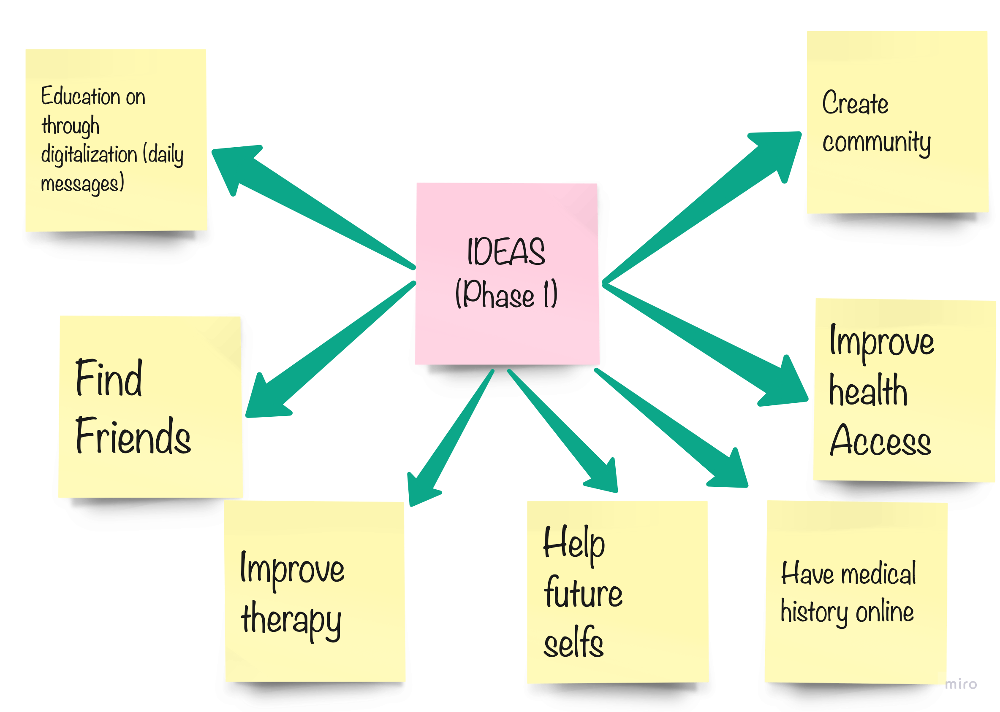 Education on
through
digitalization (daily
messages)
Create
community
IDEAS
(Phase 1)
Find
Friends
Improve
health
Access
Improve
therapy
Help
future
selfs
Have medical
history online
miro